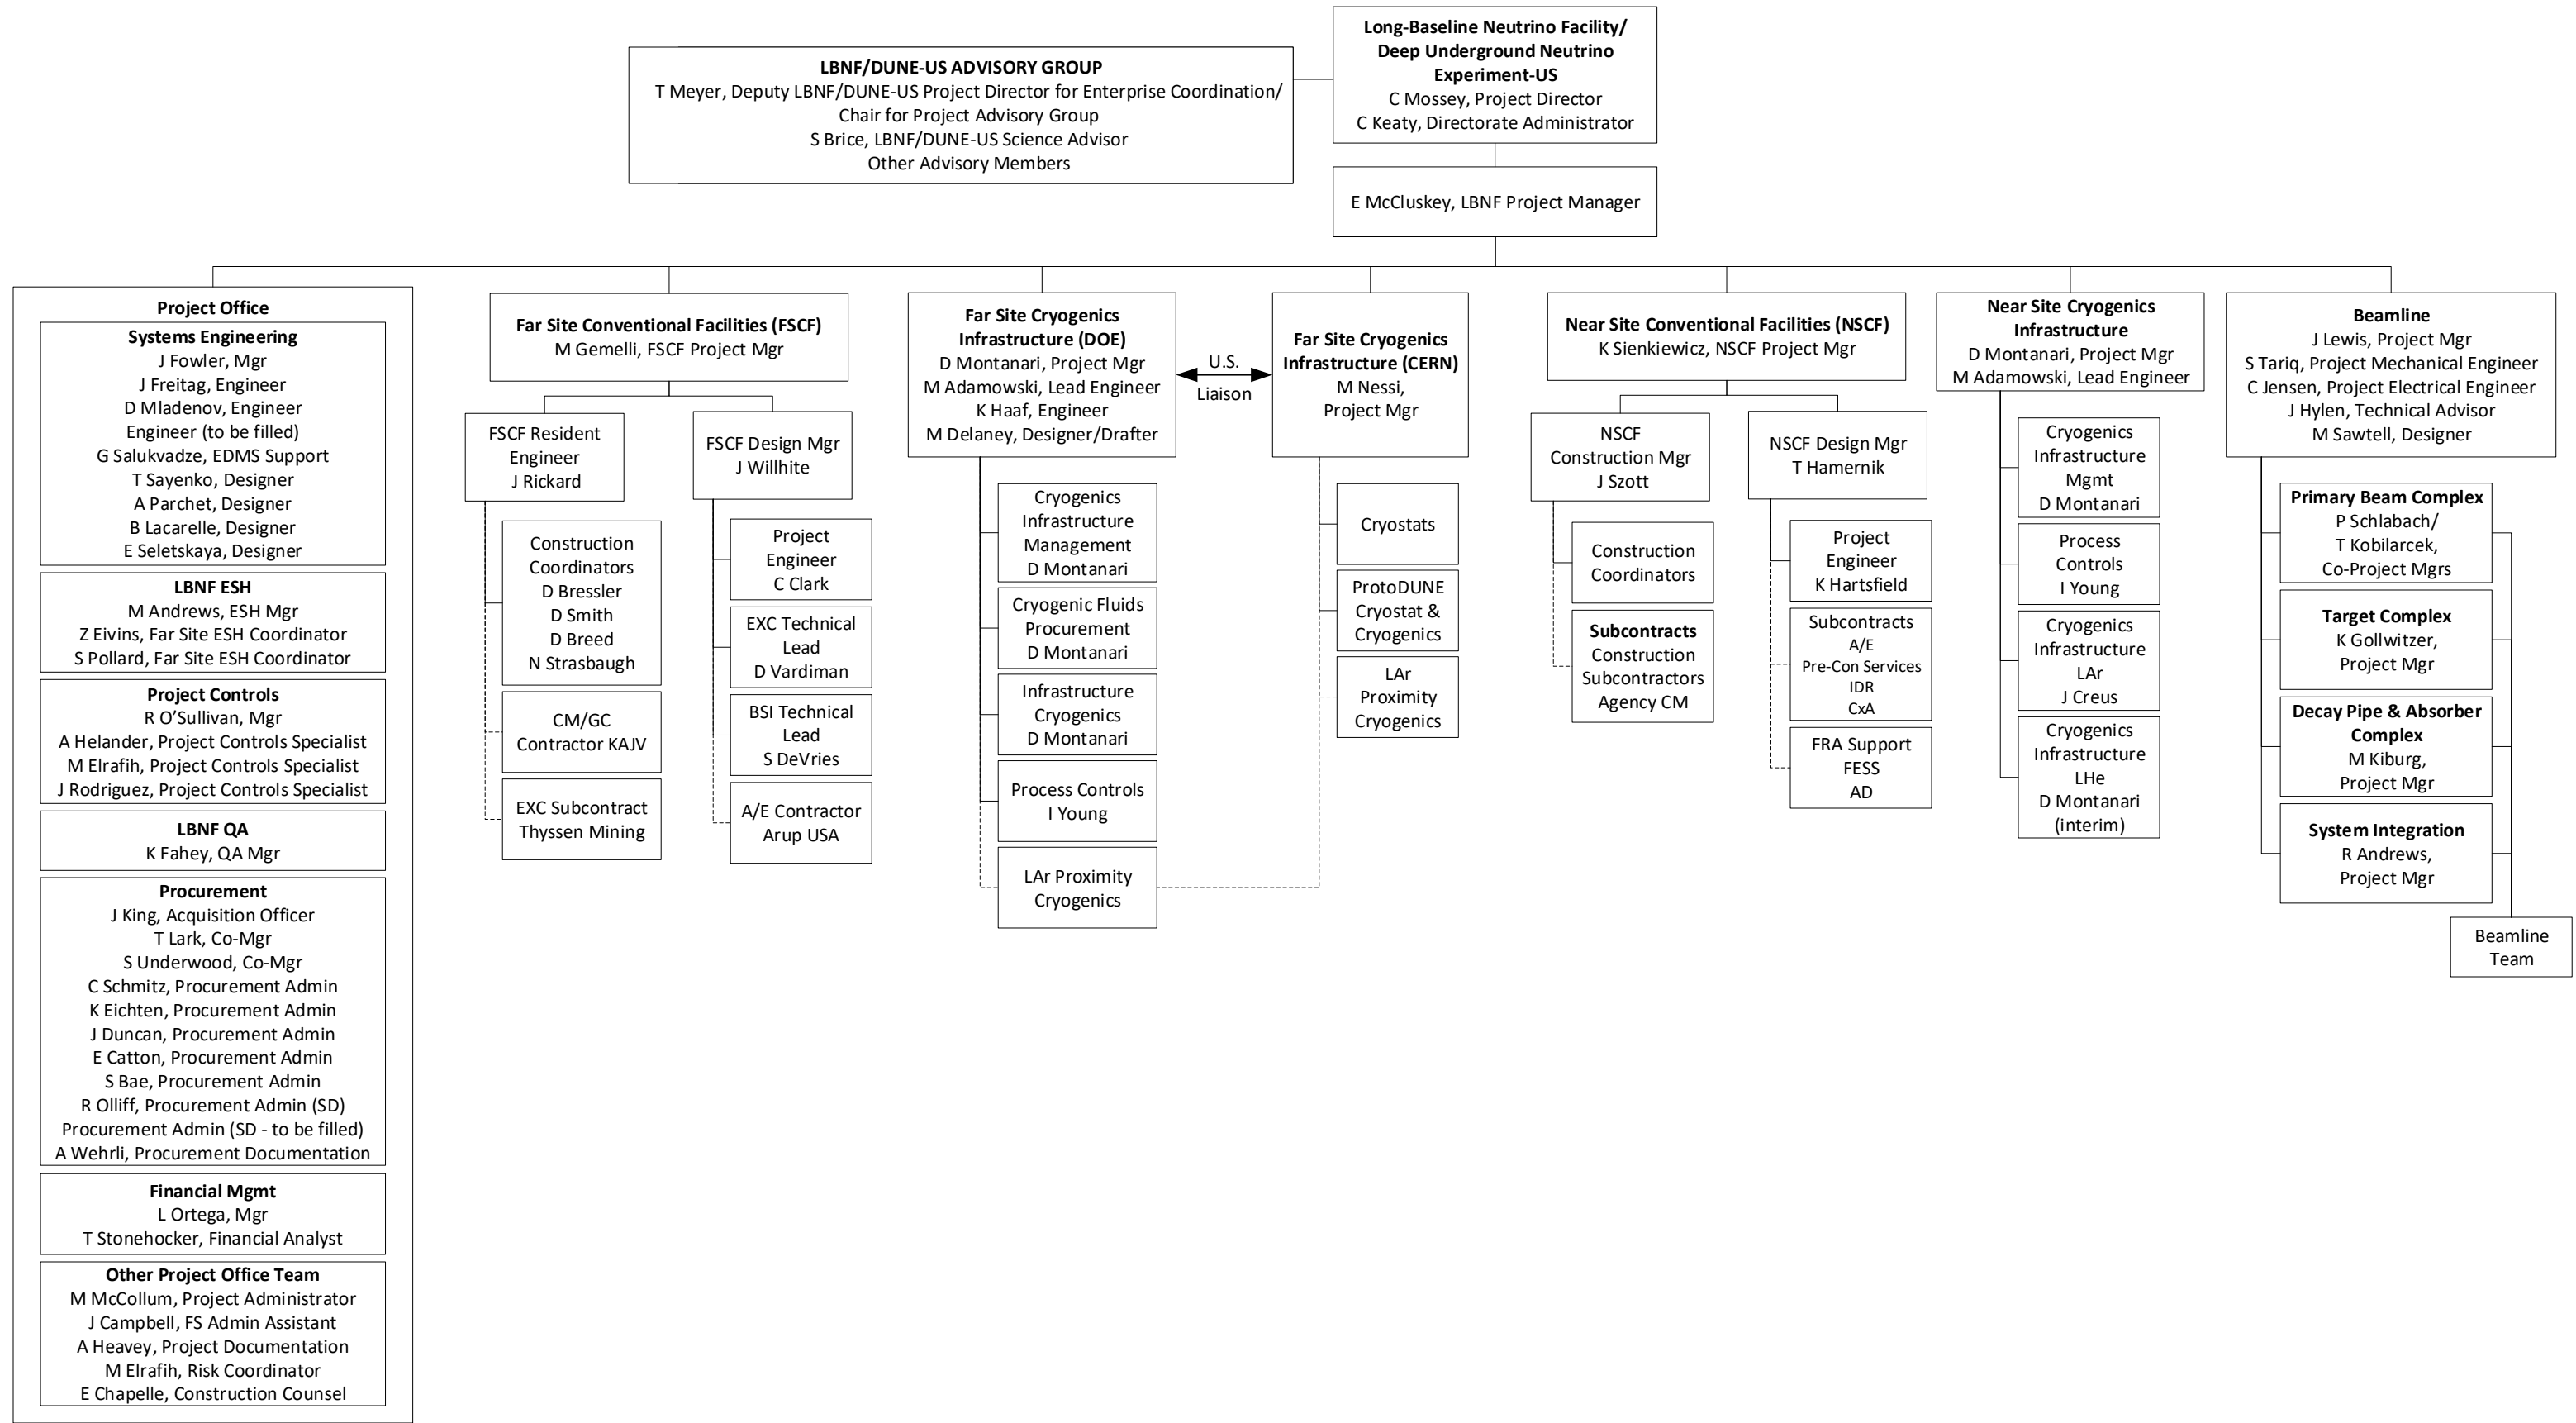 Long-Baseline Neutrino Facility/
Deep Underground Neutrino
Experiment-US
C Mossey, Project Director
C Keaty, Directorate Administrator
LBNF/DUNE-US ADVISORY GROUP
T Meyer, Deputy LBNF/DUNE-US Project Director for Enterprise Coordination/
Chair for Project Advisory Group
S Brice, LBNF/DUNE-US Science Advisor
Other Advisory Members
E McCluskey, LBNF Project Manager
Project Office
Systems Engineering
J Fowler, Mgr
J Freitag, Engineer
D Mladenov, Engineer
Engineer (to be filled)
G Salukvadze, EDMS Support
T Sayenko, Designer
A Parchet, Designer
B Lacarelle, Designer
E Seletskaya, Designer
LBNF ESH
M Andrews, ESH Mgr
Z Eivins, Far Site ESH Coordinator
S Pollard, Far Site ESH Coordinator
Project Controls
R O’Sullivan, Mgr
A Helander, Project Controls Specialist
M Elrafih, Project Controls Specialist
J Rodriguez, Project Controls Specialist
LBNF QA
K Fahey, QA Mgr
Procurement
J King, Acquisition Officer
T Lark, Co-Mgr
S Underwood, Co-Mgr
C Schmitz, Procurement Admin
K Eichten, Procurement Admin
J Duncan, Procurement Admin
E Catton, Procurement Admin
S Bae, Procurement Admin
R Olliff, Procurement Admin (SD)
Procurement Admin (SD - to be filled)
A Wehrli, Procurement Documentation
Financial Mgmt
L Ortega, Mgr
T Stonehocker, Financial Analyst
Other Project Office Team
M McCollum, Project Administrator
J Campbell, FS Admin Assistant
A Heavey, Project Documentation
M Elrafih, Risk Coordinator
E Chapelle, Construction Counsel
Far Site Conventional Facilities (FSCF)
M Gemelli, FSCF Project Mgr
FSCF Resident
Engineer
J Rickard
Construction
Coordinators
D Bressler
D Smith
D Breed
N Strasbaugh
CM/GC
Contractor KAJV
EXC Subcontract
Thyssen Mining
FSCF Design Mgr
J Willhite
Project
Engineer
C Clark
EXC Technical
Lead
D Vardiman
BSI Technical
Lead
S DeVries
A/E Contractor
Arup USA
Far Site Cryogenics
Infrastructure (DOE)
D Montanari, Project Mgr
M Adamowski, Lead Engineer
K Haaf, Engineer
M Delaney, Designer/Drafter
U.S.
Liaison
Cryogenics
Infrastructure
Management
D Montanari
Cryogenic Fluids
Procurement
D Montanari
Infrastructure
Cryogenics
D Montanari
Process Controls
I Young
LAr Proximity
Cryogenics
Far Site Cryogenics
Infrastructure (CERN)
M Nessi,
Project Mgr
Cryostats
ProtoDUNE
Cryostat &
Cryogenics
LAr
Proximity
Cryogenics
Near Site Conventional Facilities (NSCF)
K Sienkiewicz, NSCF Project Mgr
NSCF
Construction Mgr
J Szott
Construction
Coordinators
Subcontracts
Construction
Subcontractors
Agency CM
NSCF Design Mgr
T Hamernik
Project
Engineer
K Hartsfield
Subcontracts
A/E
Pre-Con Services
IDR
CxA
FRA Support
FESS
AD
Near Site Cryogenics
Infrastructure
D Montanari, Project Mgr
M Adamowski, Lead Engineer
Cryogenics
Infrastructure
Mgmt
D Montanari
Process
Controls
I Young
Cryogenics
Infrastructure
LAr
J Creus
Cryogenics
Infrastructure
LHe
D Montanari
(interim)
Beamline
J Lewis, Project Mgr
S Tariq, Project Mechanical Engineer
C Jensen, Project Electrical Engineer
J Hylen, Technical Advisor
M Sawtell, Designer
Primary Beam Complex
P Schlabach/
T Kobilarcek,
Co-Project Mgrs
Target Complex
K Gollwitzer,
Project Mgr
Decay Pipe & Absorber
Complex
M Kiburg,
Project Mgr
System Integration
R Andrews,
Project Mgr
Beamline
Team